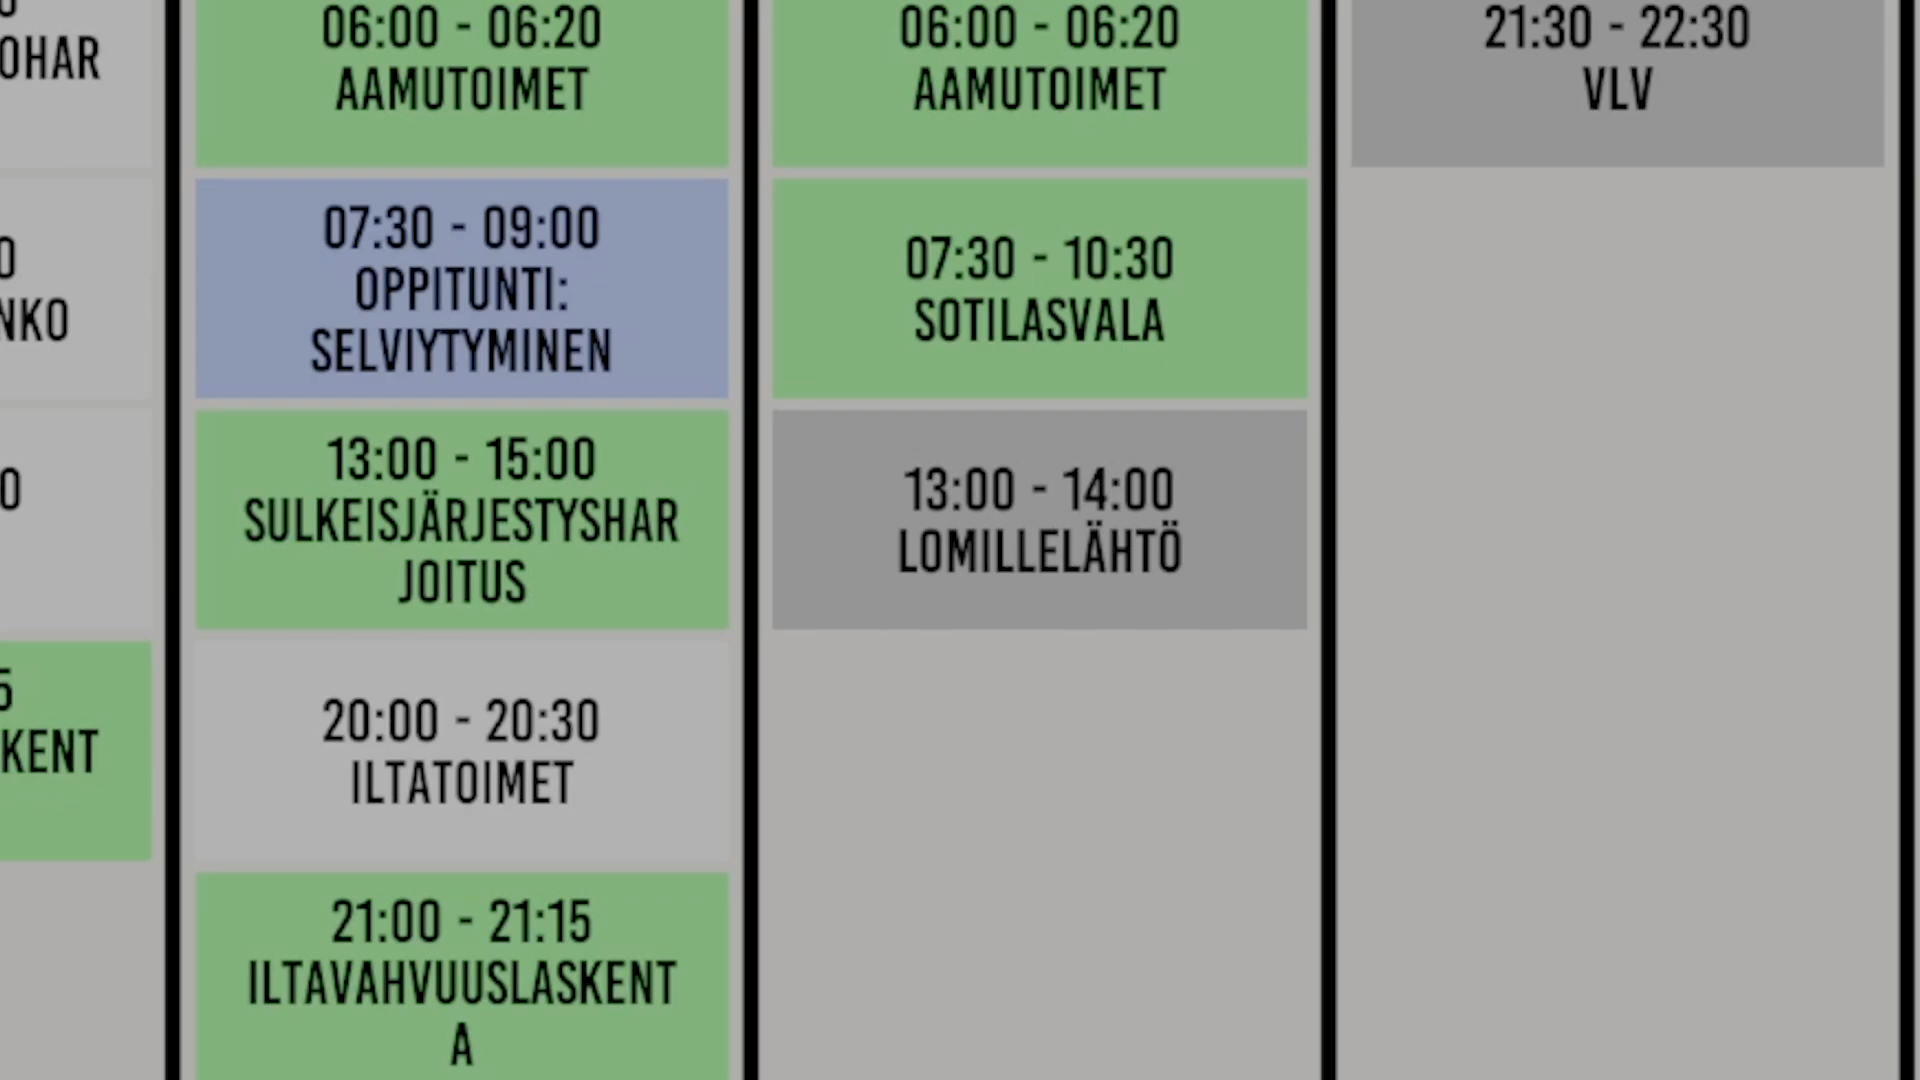 OHAR
NKO
KENT
06:00 - 06:20
AAMUTOIMET
07:30 - 09:00
OPPITUNTI:
SELVIYTYMINEN
13:00 - 15:00
SULKEISJÄRJESTYSHAR
JOITUS
20:00 - 20:30
ILTATOIMET
21:00 - 21:15
ILTAVAHVUUSLASKENT
A
06:00 - 06:20
AAMUTOIMET
07:30 - 10:30
SOTILASVALA
13:00 - 14:00
LOMILLELÄHTÖ
21:30 - 22:30
VLV